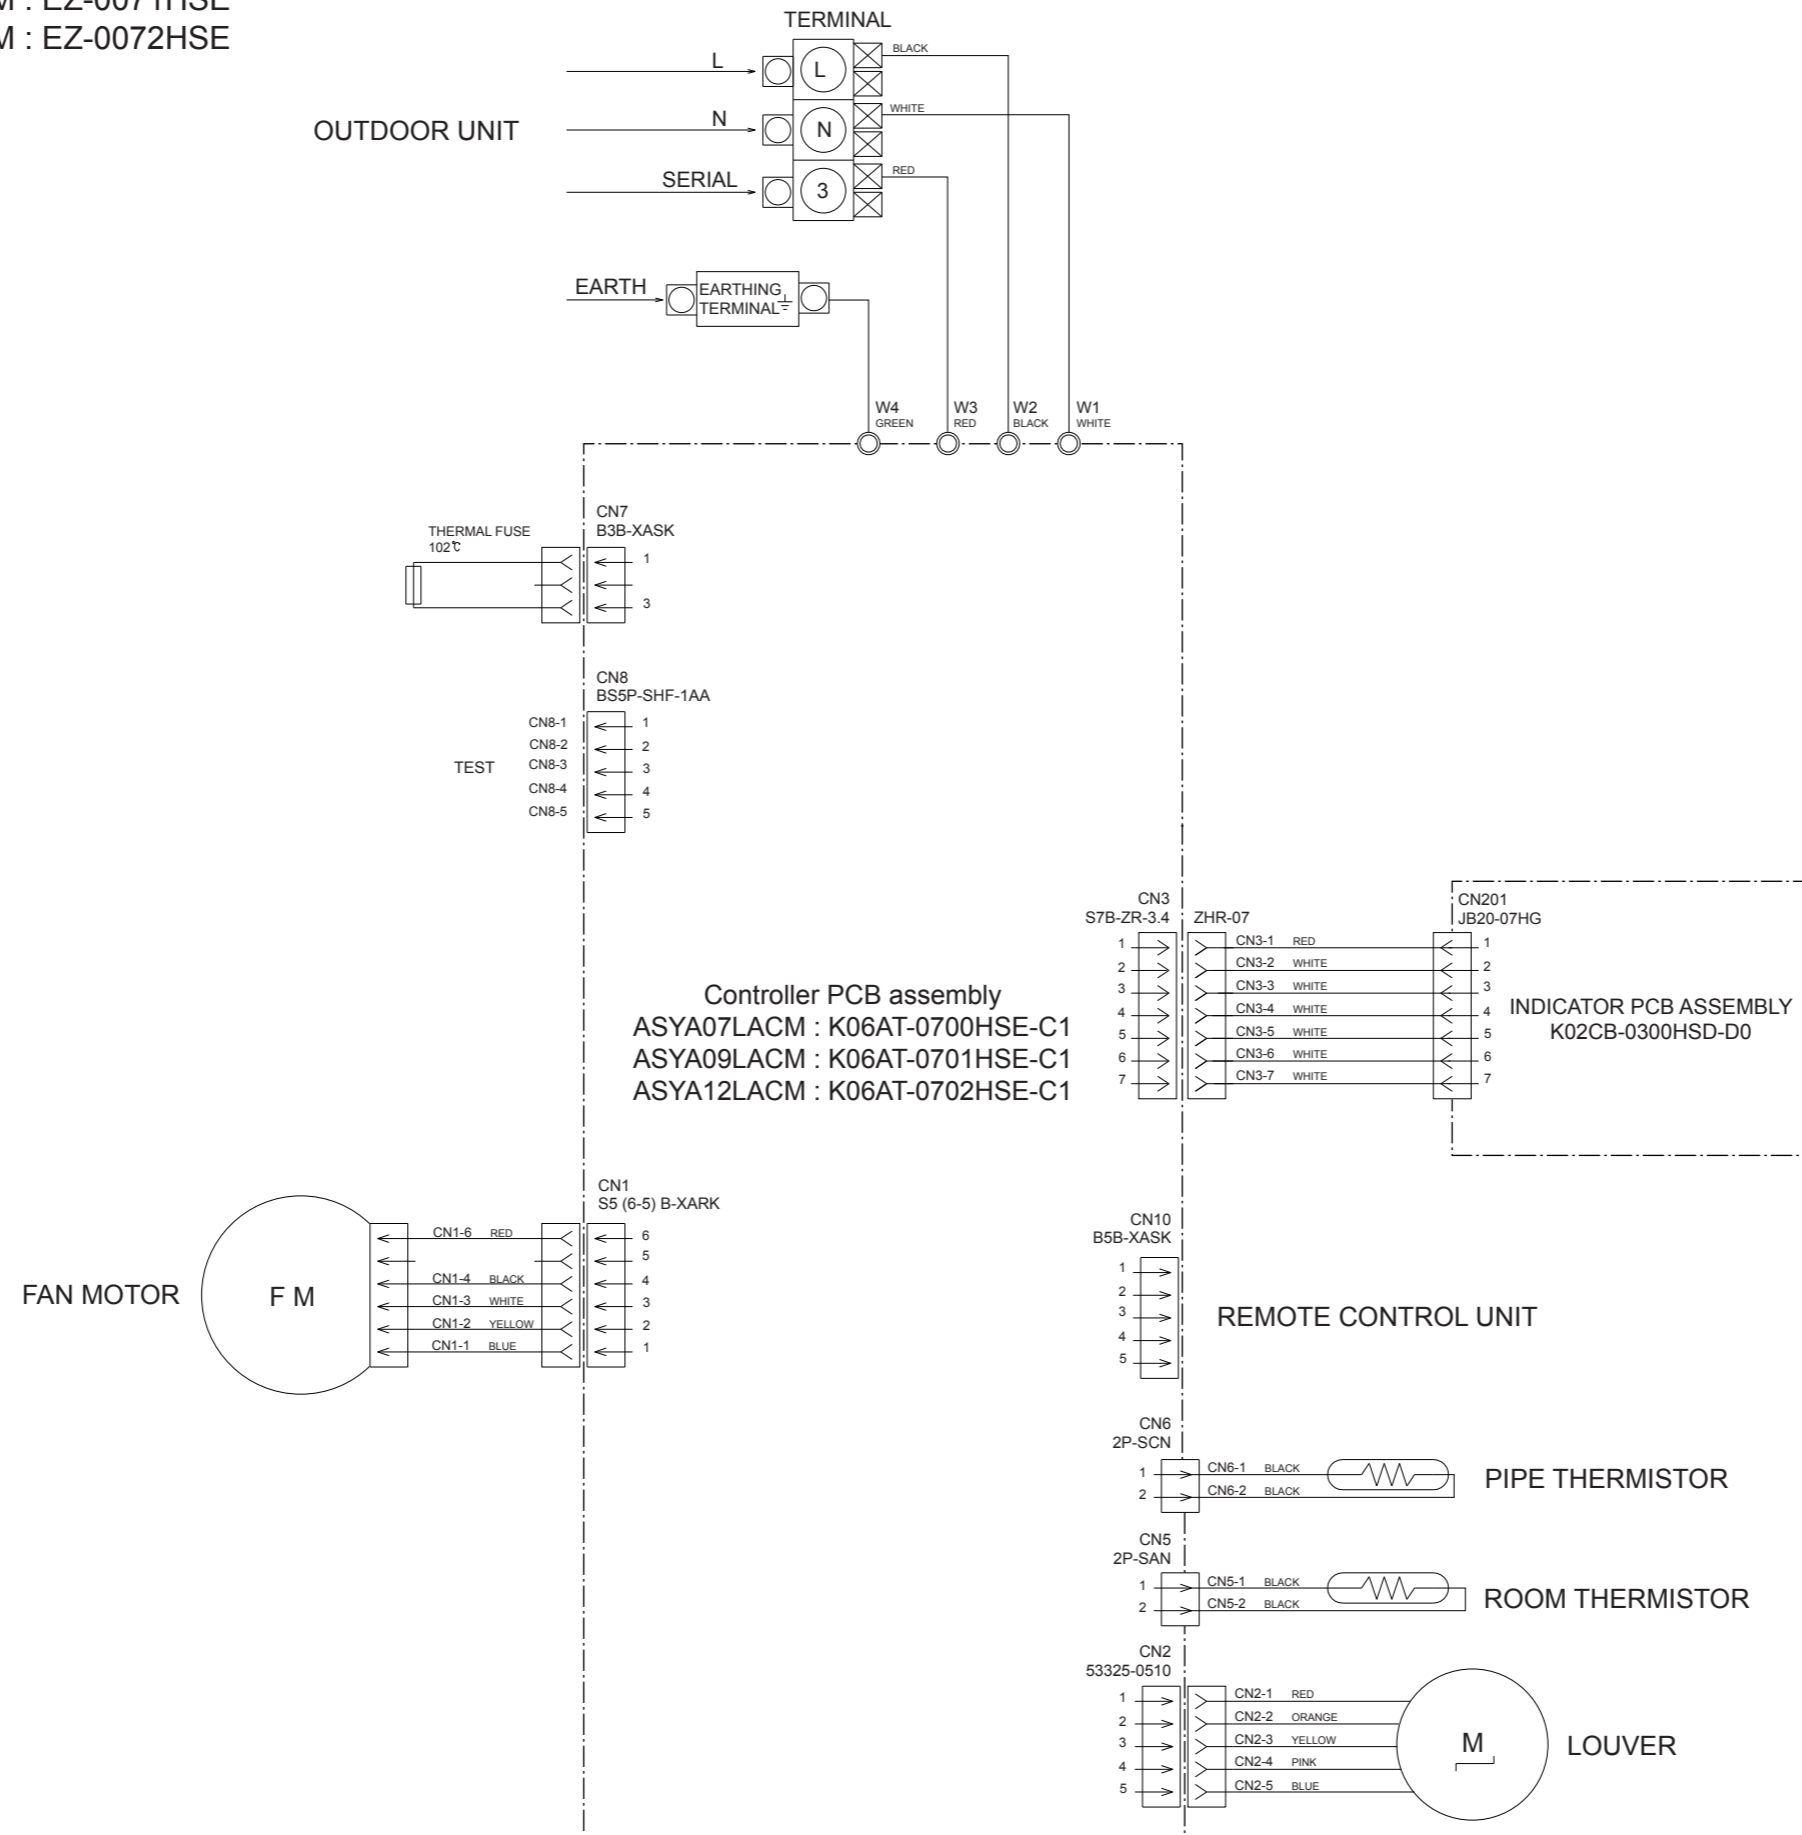 M : EZ-0071HSE
M : EZ-0072HSE
TERMINAL
OUTDOOR UNIT
L
L
BLACK
N
N
WHITE
SERIAL
3
RED
EARTH
EARTHING
TERMINAL
W4
GREEN
W3
RED
W2
BLACK
W1
WHITE
THERMAL FUSE
102℃
CN7
B3B-XASK
1
3
CN8
BS5P-SHF-1AA
TEST
CN8-1 1
CN8-2 2
CN8-3 3
CN8-4 4
CN8-5 5
Controller PCB assembly
ASYA07LACM : K06AT-0700HSE-C1
ASYA09LACM : K06AT-0701HSE-C1
ASYA12LACM : K06AT-0702HSE-C1
CN3
S7B-ZR-3.4
ZHR-07
CN201
JB20-07HG
1 CN3-1 RED 1
2 CN3-2 WHITE 2
3 CN3-3 WHITE 3
4 CN3-4 WHITE 4
5 CN3-5 WHITE 5
6 CN3-6 WHITE 6
7 CN3-7 WHITE 7
INDICATOR PCB ASSEMBLY
K02CB-0300HSD-D0
FAN MOTOR
F M
CN1
S5 (6-5) B-XARK
CN1-6 RED 6
5
CN1-4 BLACK 4
CN1-3 WHITE 3
CN1-2 YELLOW 2
CN1-1 BLUE 1
CN10
B5B-XASK
1
2
3
4
5
REMOTE CONTROL UNIT
CN6
2P-SCN
1 CN6-1 BLACK
2 CN6-2 BLACK
PIPE THERMISTOR
CN5
2P-SAN
1 CN5-1 BLACK
2 CN5-2 BLACK
ROOM THERMISTOR
CN2
53325-0510
1 CN2-1 RED
2 CN2-2 ORANGE
3 CN2-3 YELLOW
4 CN2-4 PINK
5 CN2-5 BLUE
M
LOUVER